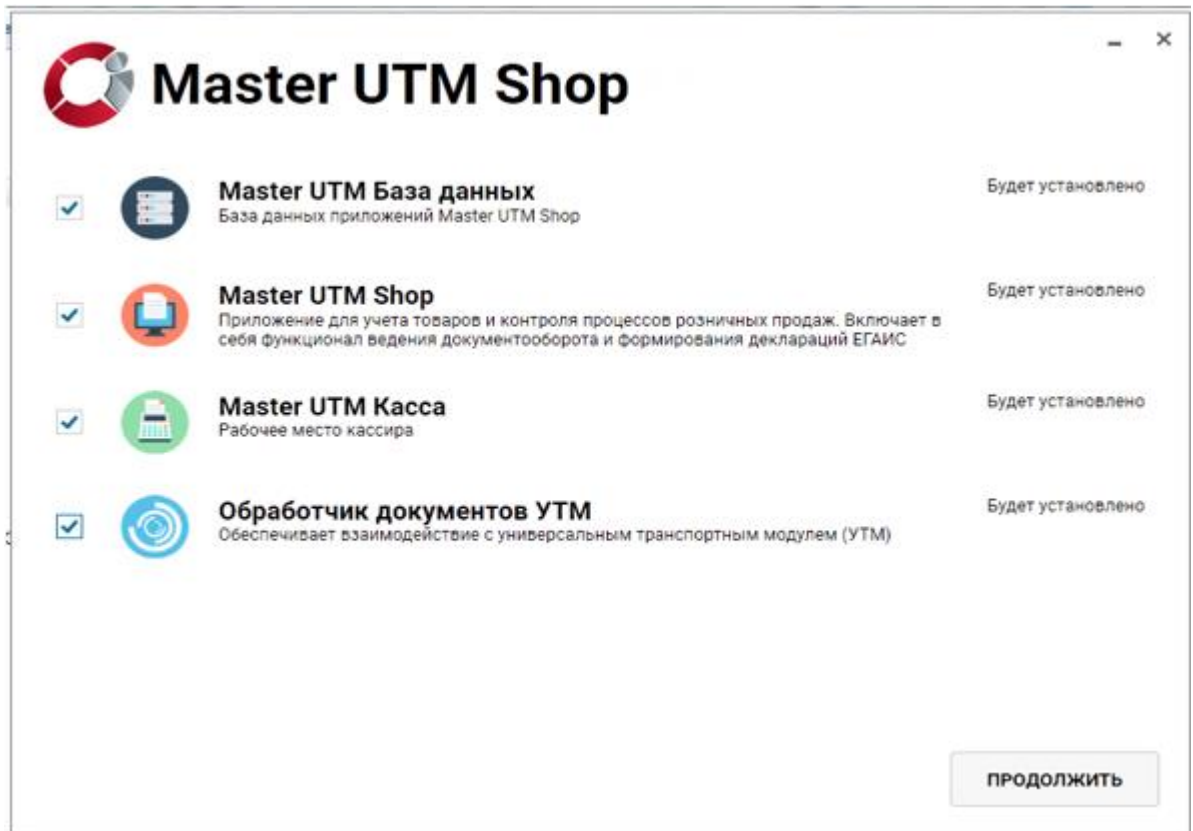 Master UTM Shop
Master UTM База данных
Будет установлено
База данных приложений Master UTM Shop
Master UTM Shop
Будет установлено
Приложение для учета товаров и контроля процессов розничных продаж. Включает в
себя функционал ведения документооборота и формирования деклараций ЕГАИС
Master UTM Касса
Будет установлено
Рабочее место кассира
Обработчик документов УТМ
Будет установлено
Обеспечивает взаимодействие с универсальным транспортным модулем (УТМ)
ПРОДОЛЖИТЬ